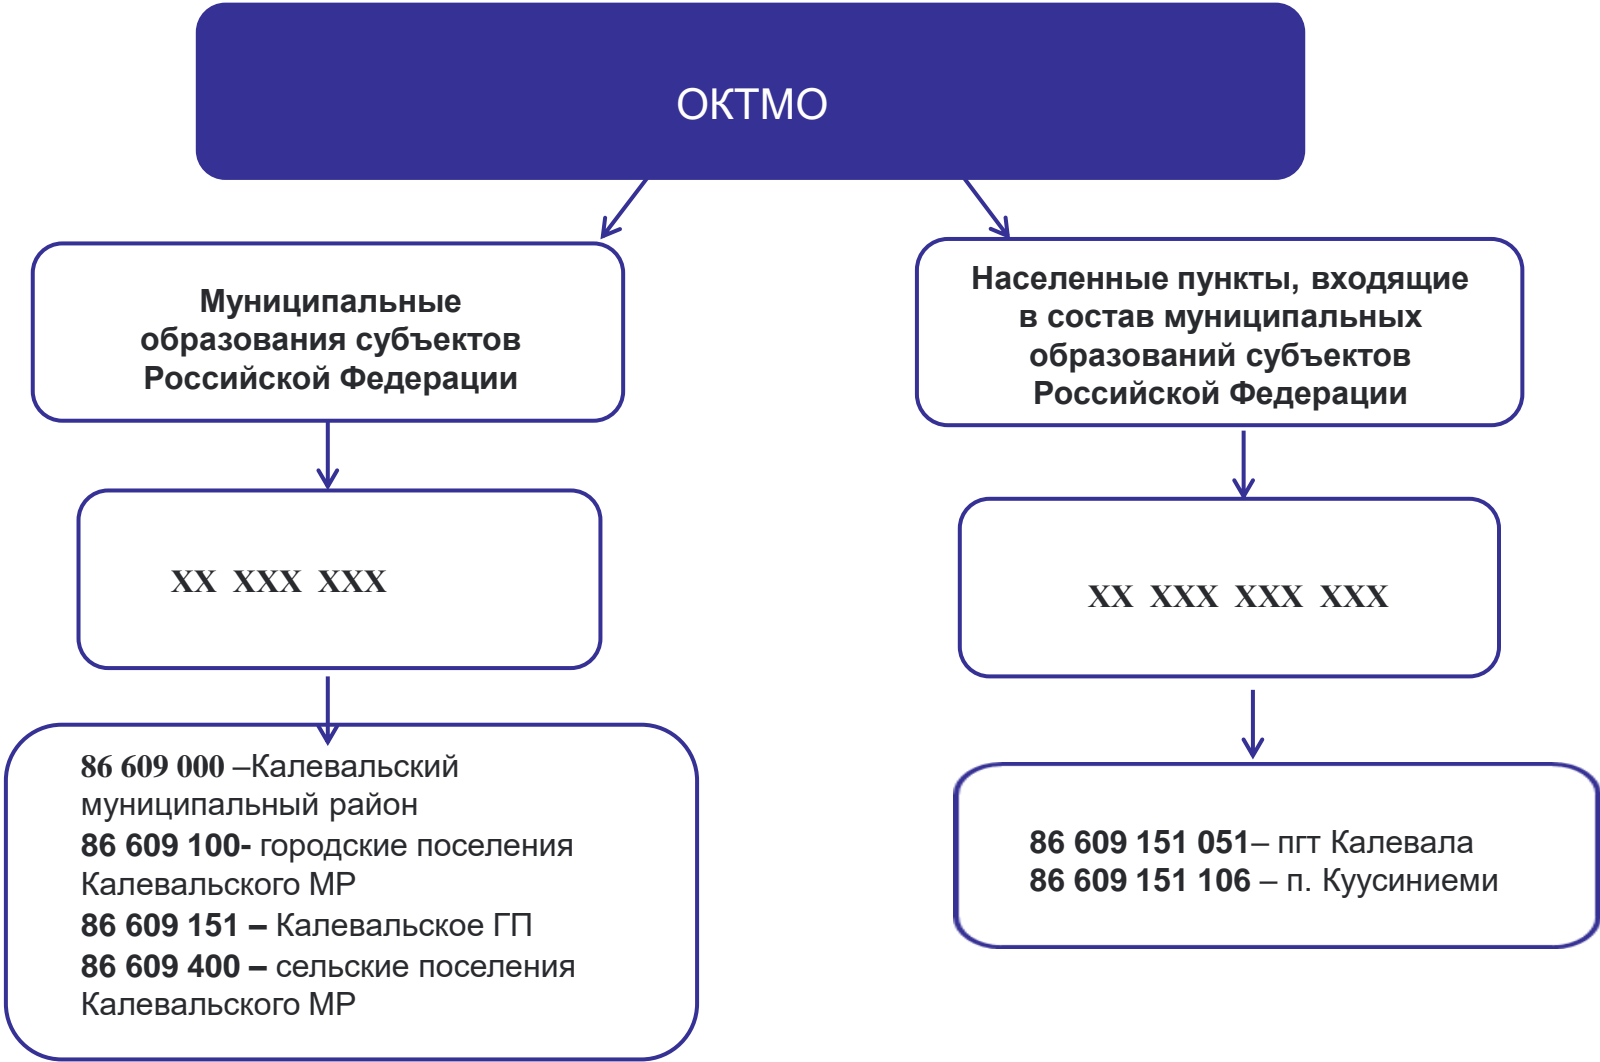 ОКТМО
Муниципальные
образования субъектов
Российской Федерации
XX XXX XXX
86 609 000 –Калевальский
муниципальный район
86 609 100- городские поселения
Калевальского МР
86 609 151 – Калевальское ГП
86 609 400 – сельские поселения
Калевальского МР
Населенные пункты, входящие
в состав муниципальных
образований субъектов
Российской Федерации
XX XXX XXX XXX
86 609 151 051– пгт Калевала
86 609 151 106 – п. Куусиниеми